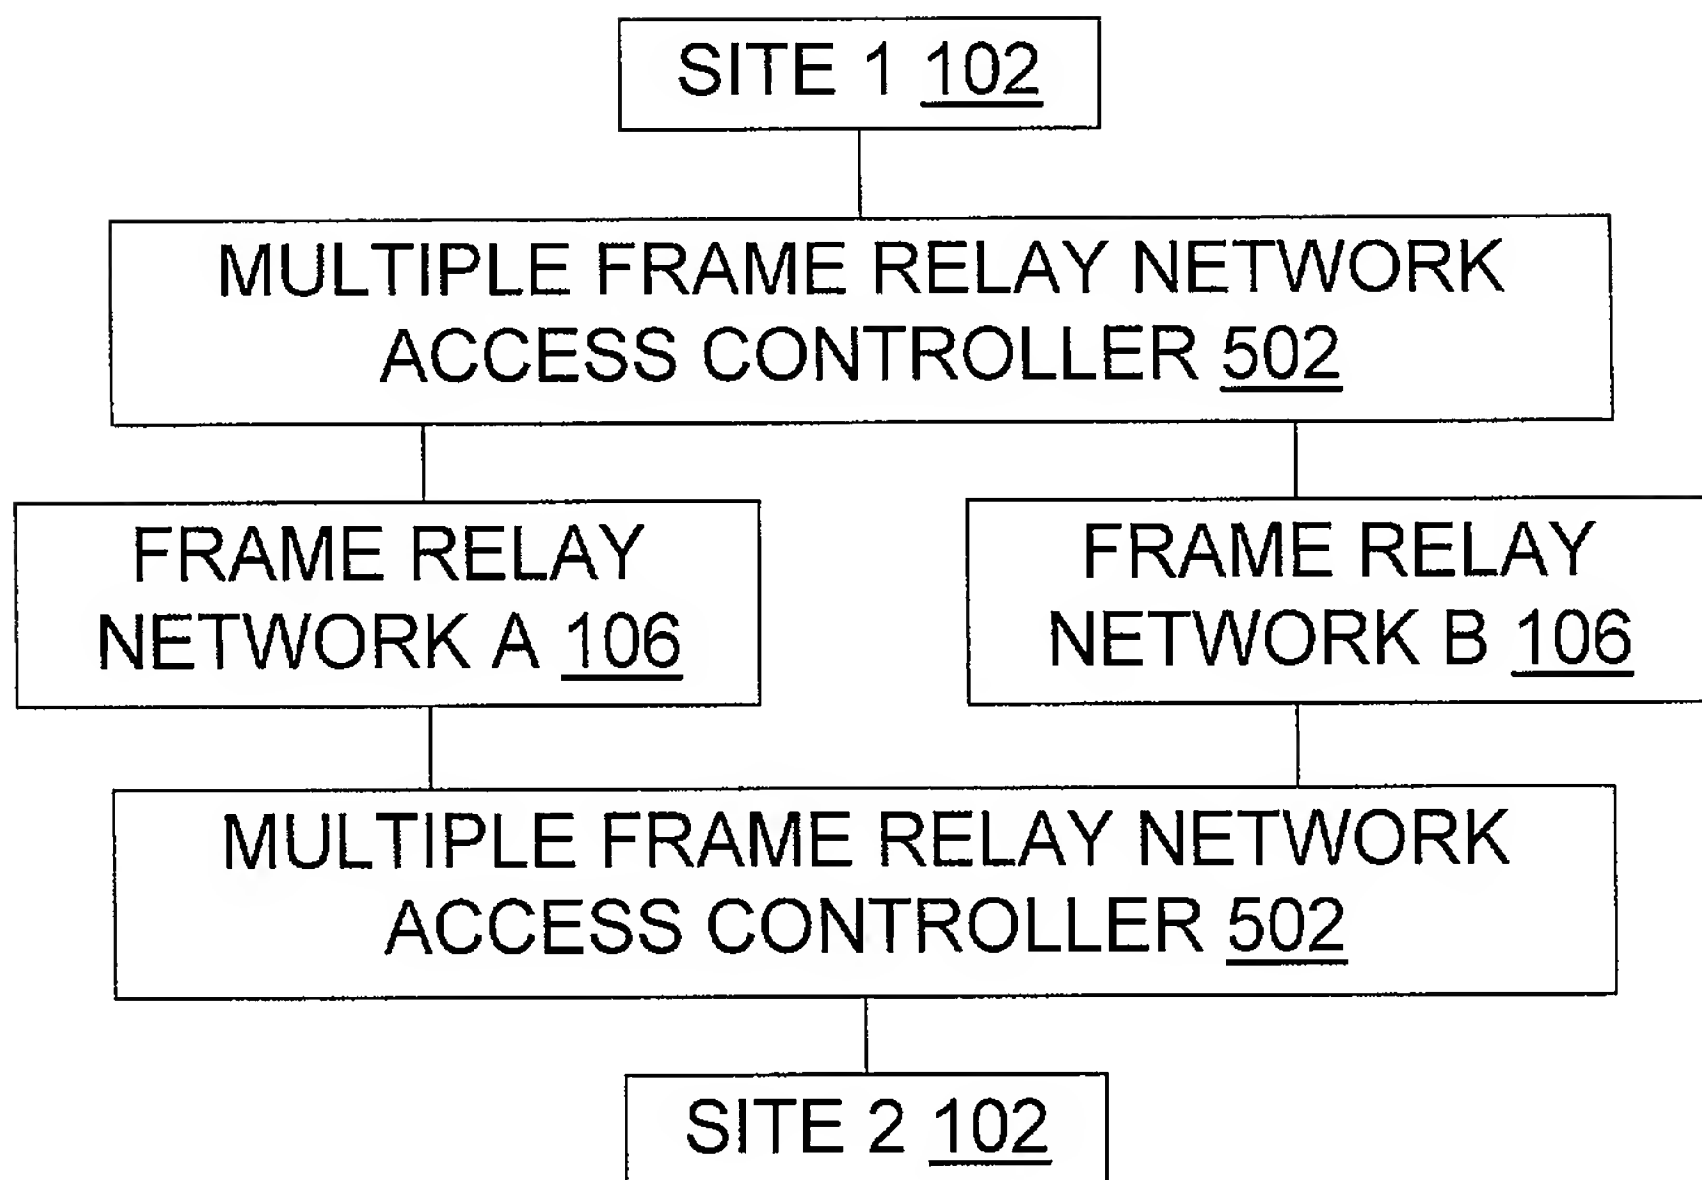 SITE 1 102
MULTIPLE FRAME RELAY NETWORK
ACCESS CONTROLLER 502
FRAME RELAY
NETWORK A 106
FRAME RELAY
NETWORK B 106
MULTIPLE FRAME RELAY NETWORK
ACCESS CONTROLLER 502
SITE 2 102